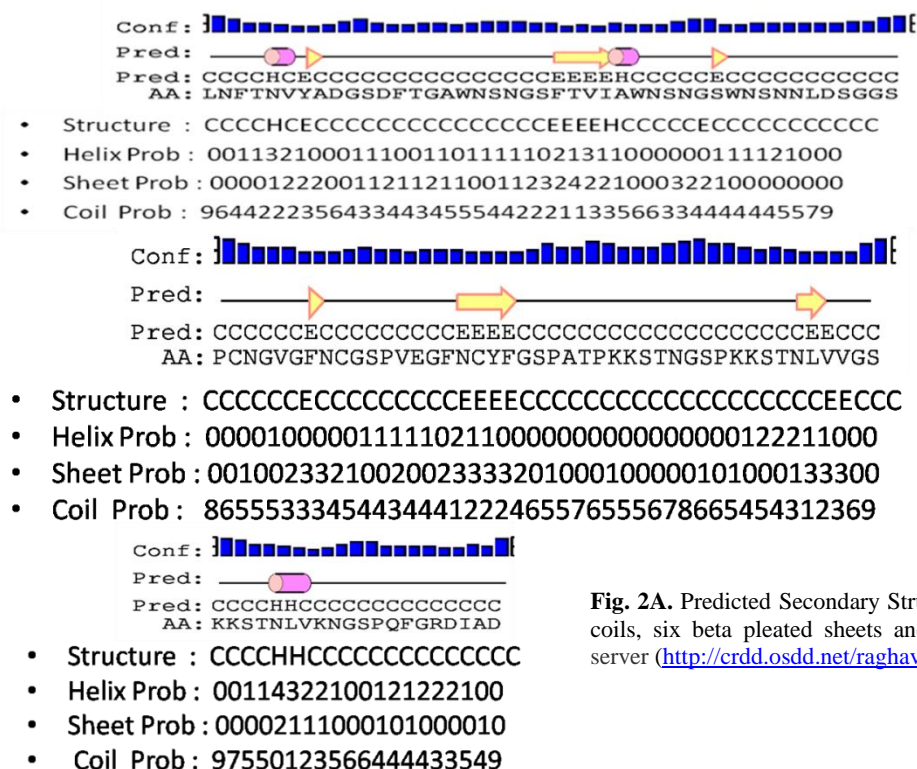 Conf:
Pred:
Pred: CCCCHCECCCCCCCCCCCCCCCEEEEHCCCCCECCCCCCCCCCC
AA: LNFTNVYADGSDFTGAWNSNGSFTVIAWNSNGSWNSNNLDSGGS
• Structure : CCCCHCECCCCCCCCCCCCCCCEEEEHCCCCCECCCCCCCCCCC
• Helix Prob : 00113210001110011011111021311000000111121000
• Sheet Prob : 00001222001121121100112324221000322100000000
• Coil Prob : 96442223564334434555442221133566334444445579
Conf:
Pred:
Pred: CCCCCCECCCCCCCCCEEEECCCCCCCCCCCCCCCCCCCEECCC
AA: PCNGVGFNCGSPVEGFNCYFGSPATPKKSTNGSPKKSTNLVVGS
• Structure : CCCCCCECCCCCCCCCEEEECCCCCCCCCCCCCCCCCCCEECCC
• Helix Prob : 00001000001111102110000000000000000122211000
• Sheet Prob : 00100233210020023333201000100000101000133300
• Coil Prob : 86555333454434441222465576555678665454312369
Conf:
Pred:
Pred: CCCCHHCCCCCCCCCCCCCC
AA: KKSTNLVKNGSPQFGRDIAD
• Structure : CCCCHHCCCCCCCCCCCCCC
• Helix Prob : 00114322100121222100
• Sheet Prob : 00002111000101000010
• Coil Prob : 97550123566444433549
Fig. 2A. Predicted Secondary Stru
coils, six beta pleated sheets an
server (http://crdd.osdd.net/raghav